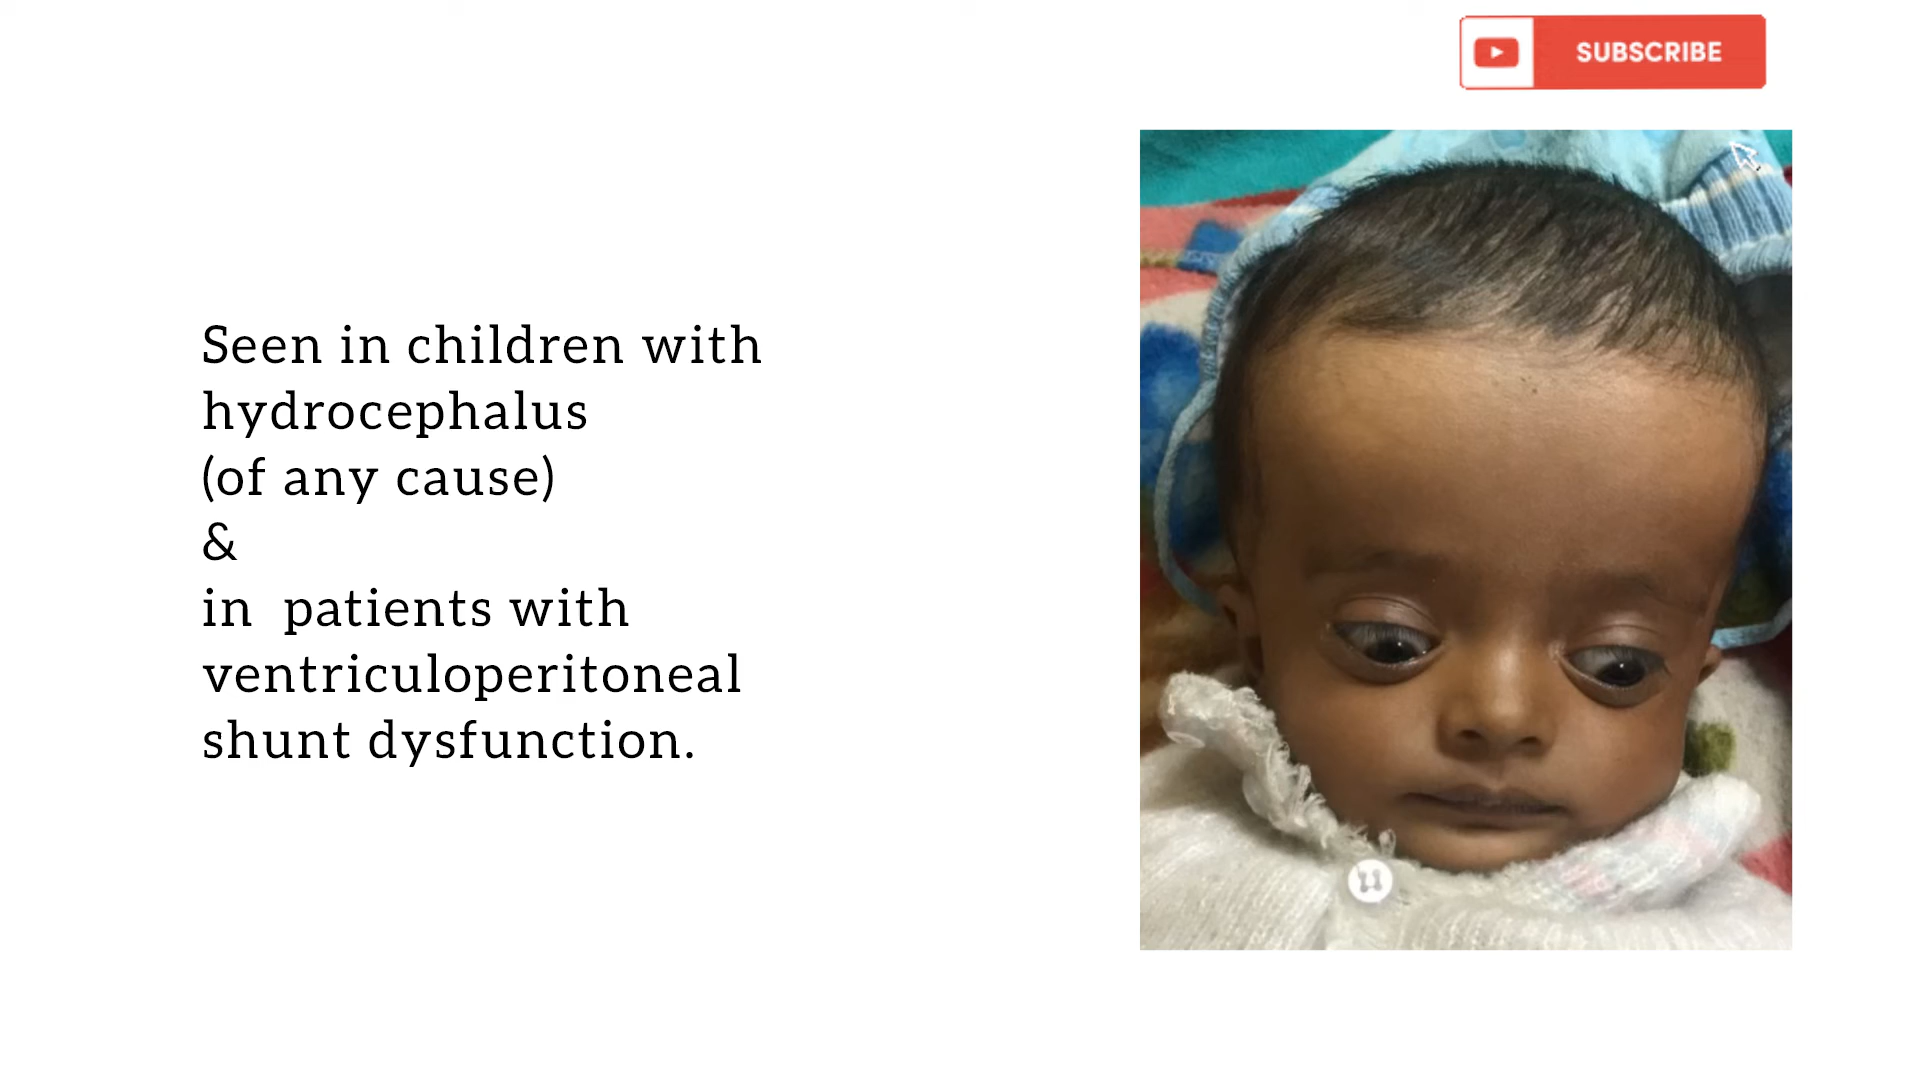 SUBSCRIBE
Seen in children with
hydrocephalus
(of any cause)
&
in  patients with
ventriculoperitoneal
shunt dysfunction.